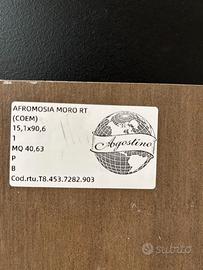 AFROMOSIA MORO RT
(COEM)
15,1x90,6
1
MQ 40,63
P
B
Cod.rtu.T8.453.7282.903
Agostino
subito